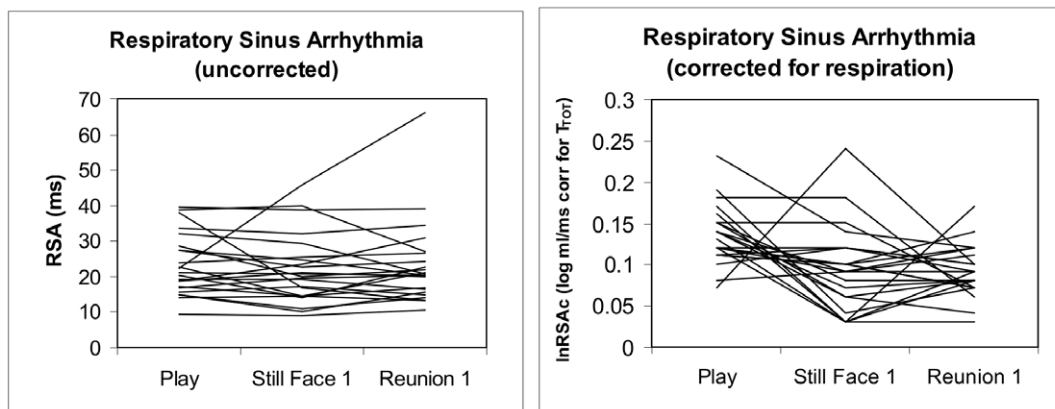 Respiratory Sinus Arrhythmia
(uncorrected)
RSA (ms)
70
60
50
40
30
20
10
0
Play
Still Face 1
Reunion 1
Respiratory Sinus Arrhythmia
(corrected for respiration)
lnRSAc (log ml/ms corr for TTOT)
0.3
0.25
0.2
0.15
0.1
0.05
0
Play
Still Face 1
Reunion 1